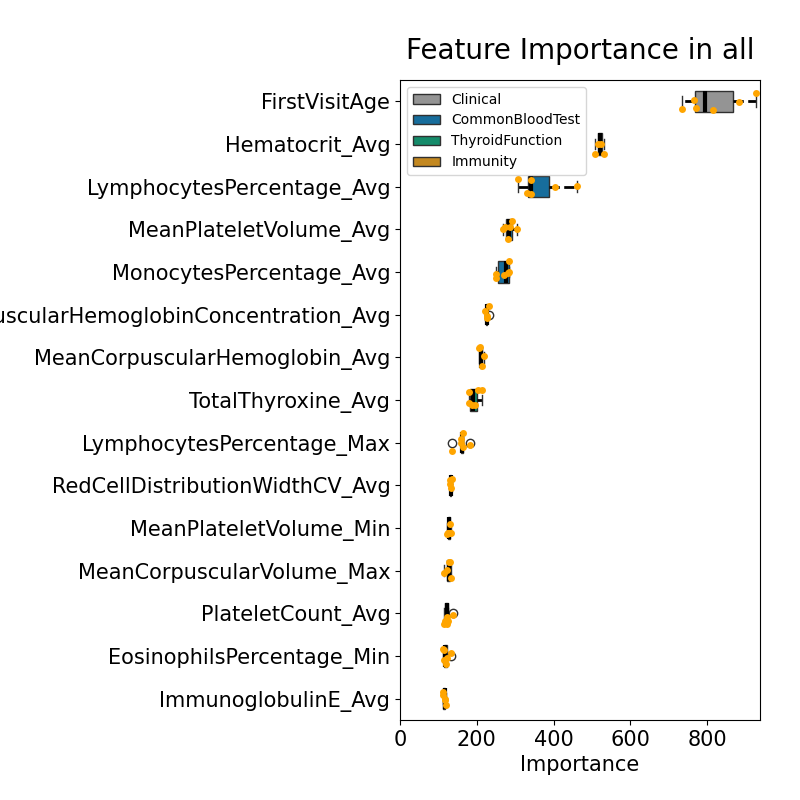 Feature Importance in all
FirstVisitAge
Hematocrit_Avg
LymphocytesPercentage_Avg
MeanPlateletVolume_Avg
MonocytesPercentage_Avg
uscularHemoglobinConcentration_Avg
MeanCorpuscularHemoglobin_Avg
TotalThyroxine_Avg
LymphocytesPercentage_Max
RedCellDistributionWidthCV_Avg
MeanPlateletVolume_Min
MeanCorpuscularVolume_Max
PlateletCount_Avg
EosinophilsPercentage_Min
ImmunoglobulinE_Avg
Clinical
CommonBloodTest
ThyroidFunction
Immunity
0 200 400 600 800
Importance